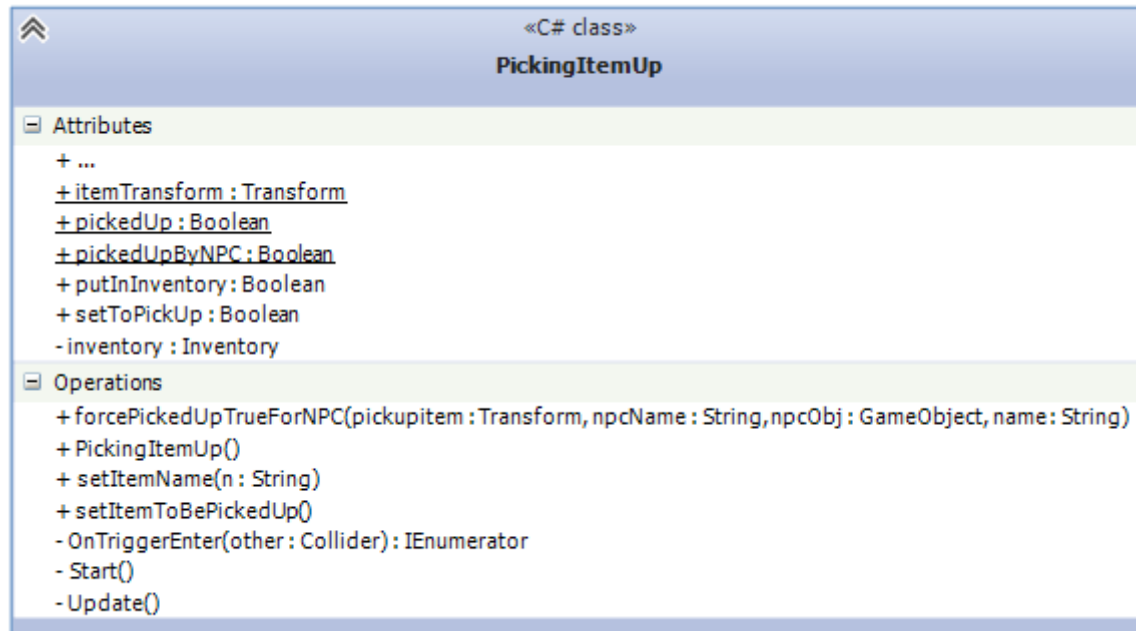 «C# class»
PickingItemUp
Attributes
+ ...
+ itemTransform : Transform
+ pickedUp : Boolean
+ pickedUpByNPC : Boolean
+ putInInventory : Boolean
+ setToPickUp : Boolean
- inventory : Inventory
Operations
+ forcePickedUpTrueForNPC(pickupitem : Transform, npcName : String, npcObj : GameObject, name : String)
+ PickingItemUp()
+ setItemName(n : String)
+ setItemToBePickedUp()
- OnTriggerEnter(other : Collider) : IEnumerator
- Start()
- Update()